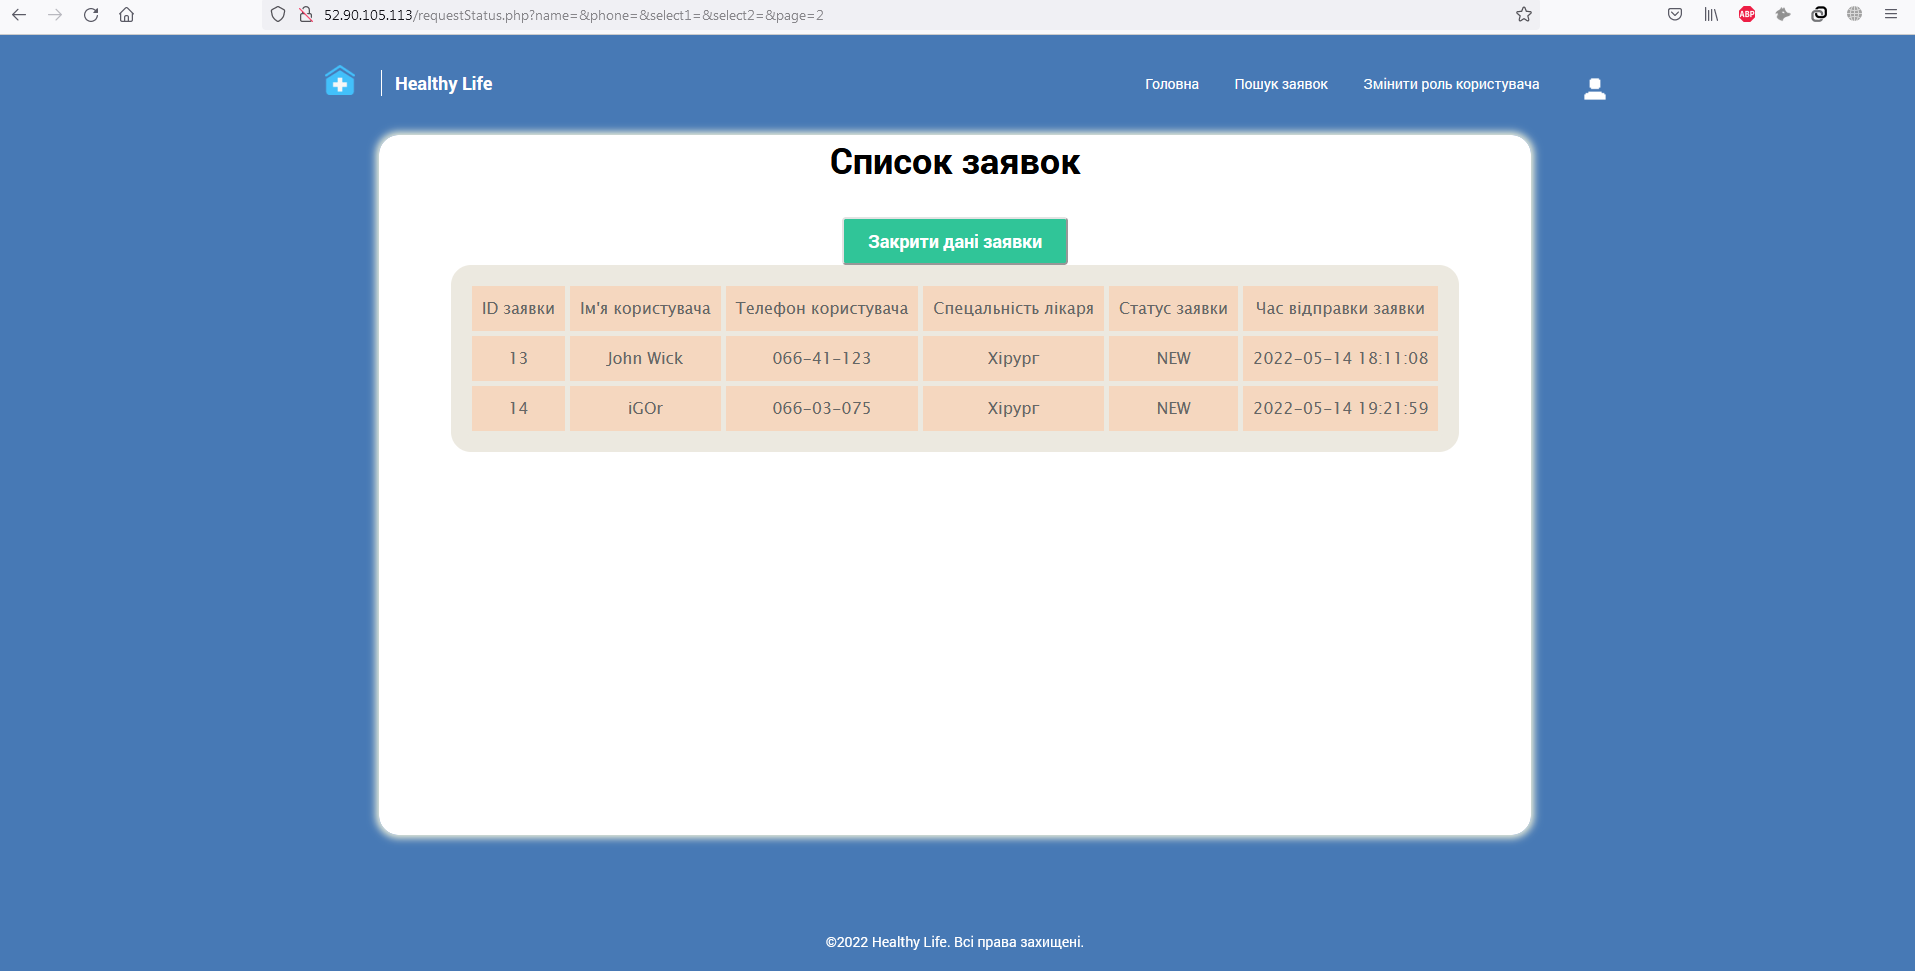 52.90.105.113/requestStatus.php?name=&phone=&select1=&select2=&page=2
ABP
Healthy Life
Головна Пошук заявок Змінити роль користувача
Список заявок
Закрити дані заявки
ID заявки Ім'я користувача Телефон користувача Спецальність лікаря Статус заявки Час відправки заявки
13 John Wick 066-41-123 Хірург NEW 2022-05-14 18:11:08
14 iGOr 066-03-075 Хірург NEW 2022-05-14 19:21:59
©2022 Healthy Life. Всі права захищені.